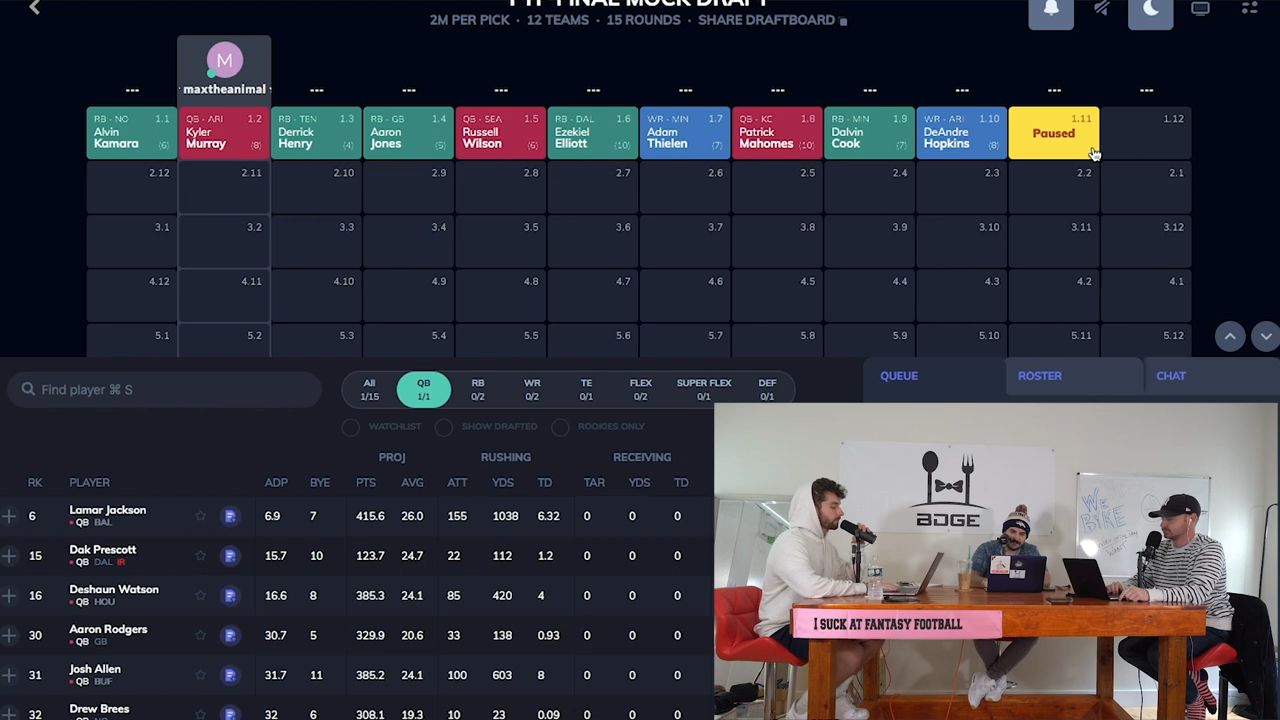 2M PER PICK · 12 TEAMS · 15 ROUNDS · SHARE DRAFTBOARD
M
maxtheanimal
--- --- --- --- --- --- --- --- --- --- ---
RB - NO 1.1 QB - ARI 1.2 RB - TEN 1.3 RB - GB 1.4 QB - SEA 1.5 RB - DAL 1.6 WR - MIN 1.7 QB - KC 1.8 RB - MIN 1.9 WR - ARI 1.10 1.11 1.12
Alvin Kyler Derrick Aaron Russell Ezekiel Adam Patrick Dalvin DeAndre Paused
Kamara (6) Murray (8) Henry (4) Jones (5) Wilson (6) Elliott (10) Thielen (7) Mahomes (10) Cook (7) Hopkins (8)
2.12 2.11 2.10 2.9 2.8 2.7 2.6 2.5 2.4 2.3 2.2 2.1
3.1 3.2 3.3 3.4 3.5 3.6 3.7 3.8 3.9 3.10 3.11 3.12
4.12 4.11 4.10 4.9 4.8 4.7 4.6 4.5 4.4 4.3 4.2 4.1
5.1 5.2 5.3 5.4 5.5 5.6 5.7 5.8 5.9 5.10 5.11 5.12
Find player ⌘ S
All QB RB WR TE FLEX SUPER FLEX DEF
1/15 1/1 0/2 0/2 0/1 0/2 0/1 0/1
QUEUE ROSTER CHAT
WATCHLIST SHOW DRAFTED ROOKIES ONLY
PROJ RUSHING RECEIVING
RK PLAYER ADP BYE PTS AVG ATT YDS TD TAR YDS TD
6 Lamar Jackson 6.9 7 415.6 26.0 155 1038 6.32 0 0 0
QB BAL
15 Dak Prescott 15.7 10 123.7 24.7 22 112 1.2 0 0 0
QB DAL IR
16 Deshaun Watson 16.6 8 385.3 24.1 85 420 4 0 0 0
QB HOU
30 Aaron Rodgers 30.7 5 329.9 20.6 33 138 0.93 0 0 0
QB GB
31 Josh Allen 31.7 11 385.2 24.1 100 603 8 0 0 0
QB BUF
32 Drew Brees 32 6 308.1 19.3 10 23 0.09 0 0 0
BDGE
WE
I SUCK AT FANTASY FOOTBALL